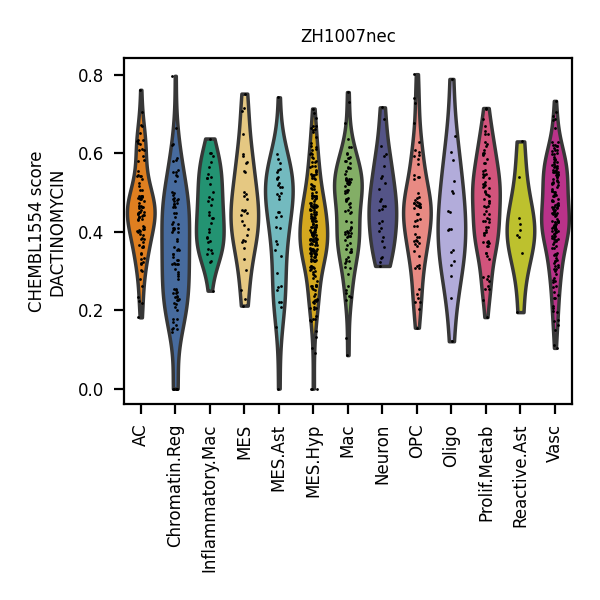 ZH1007nec
CHEMBL1554 score
DACTINOMYCIN
0.8
0.6
0.4
0.2
0.0
AC
Chromatin.Reg
Inflammatory.Mac
MES
MES.Ast
MES.Hyp
Mac
Neuron
OPC
Oligo
Prolif.Metab
Reactive.Ast
Vasc